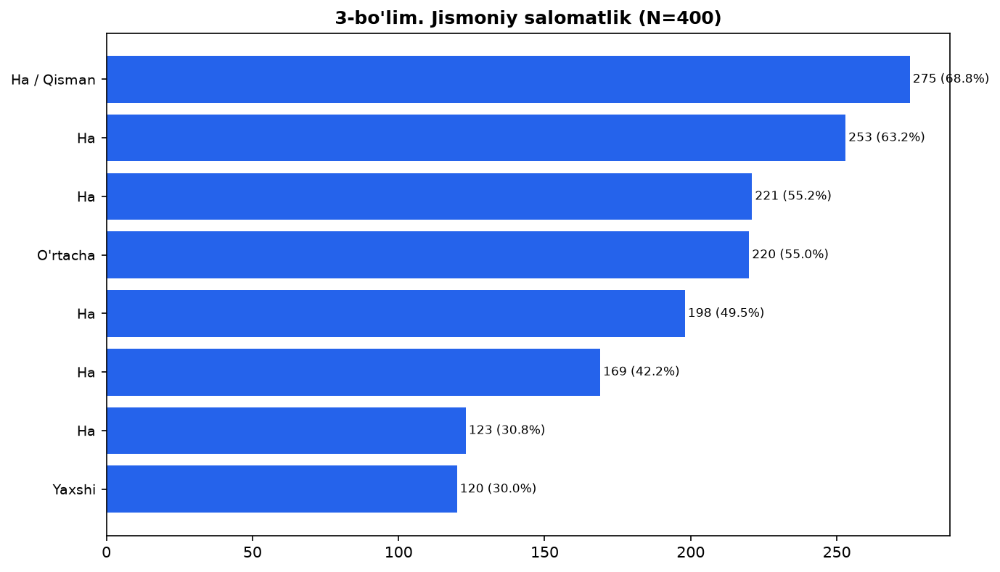 3-bo'lim. Jismoniy salomatlik (N=400)
Ha / Qisman 275 (68.8%)
Ha 253 (63.2%)
Ha 221 (55.2%)
O'rtacha 220 (55.0%)
Ha 198 (49.5%)
Ha 169 (42.2%)
Ha 123 (30.8%)
Yaxshi 120 (30.0%)
0 50 100 150 200 250